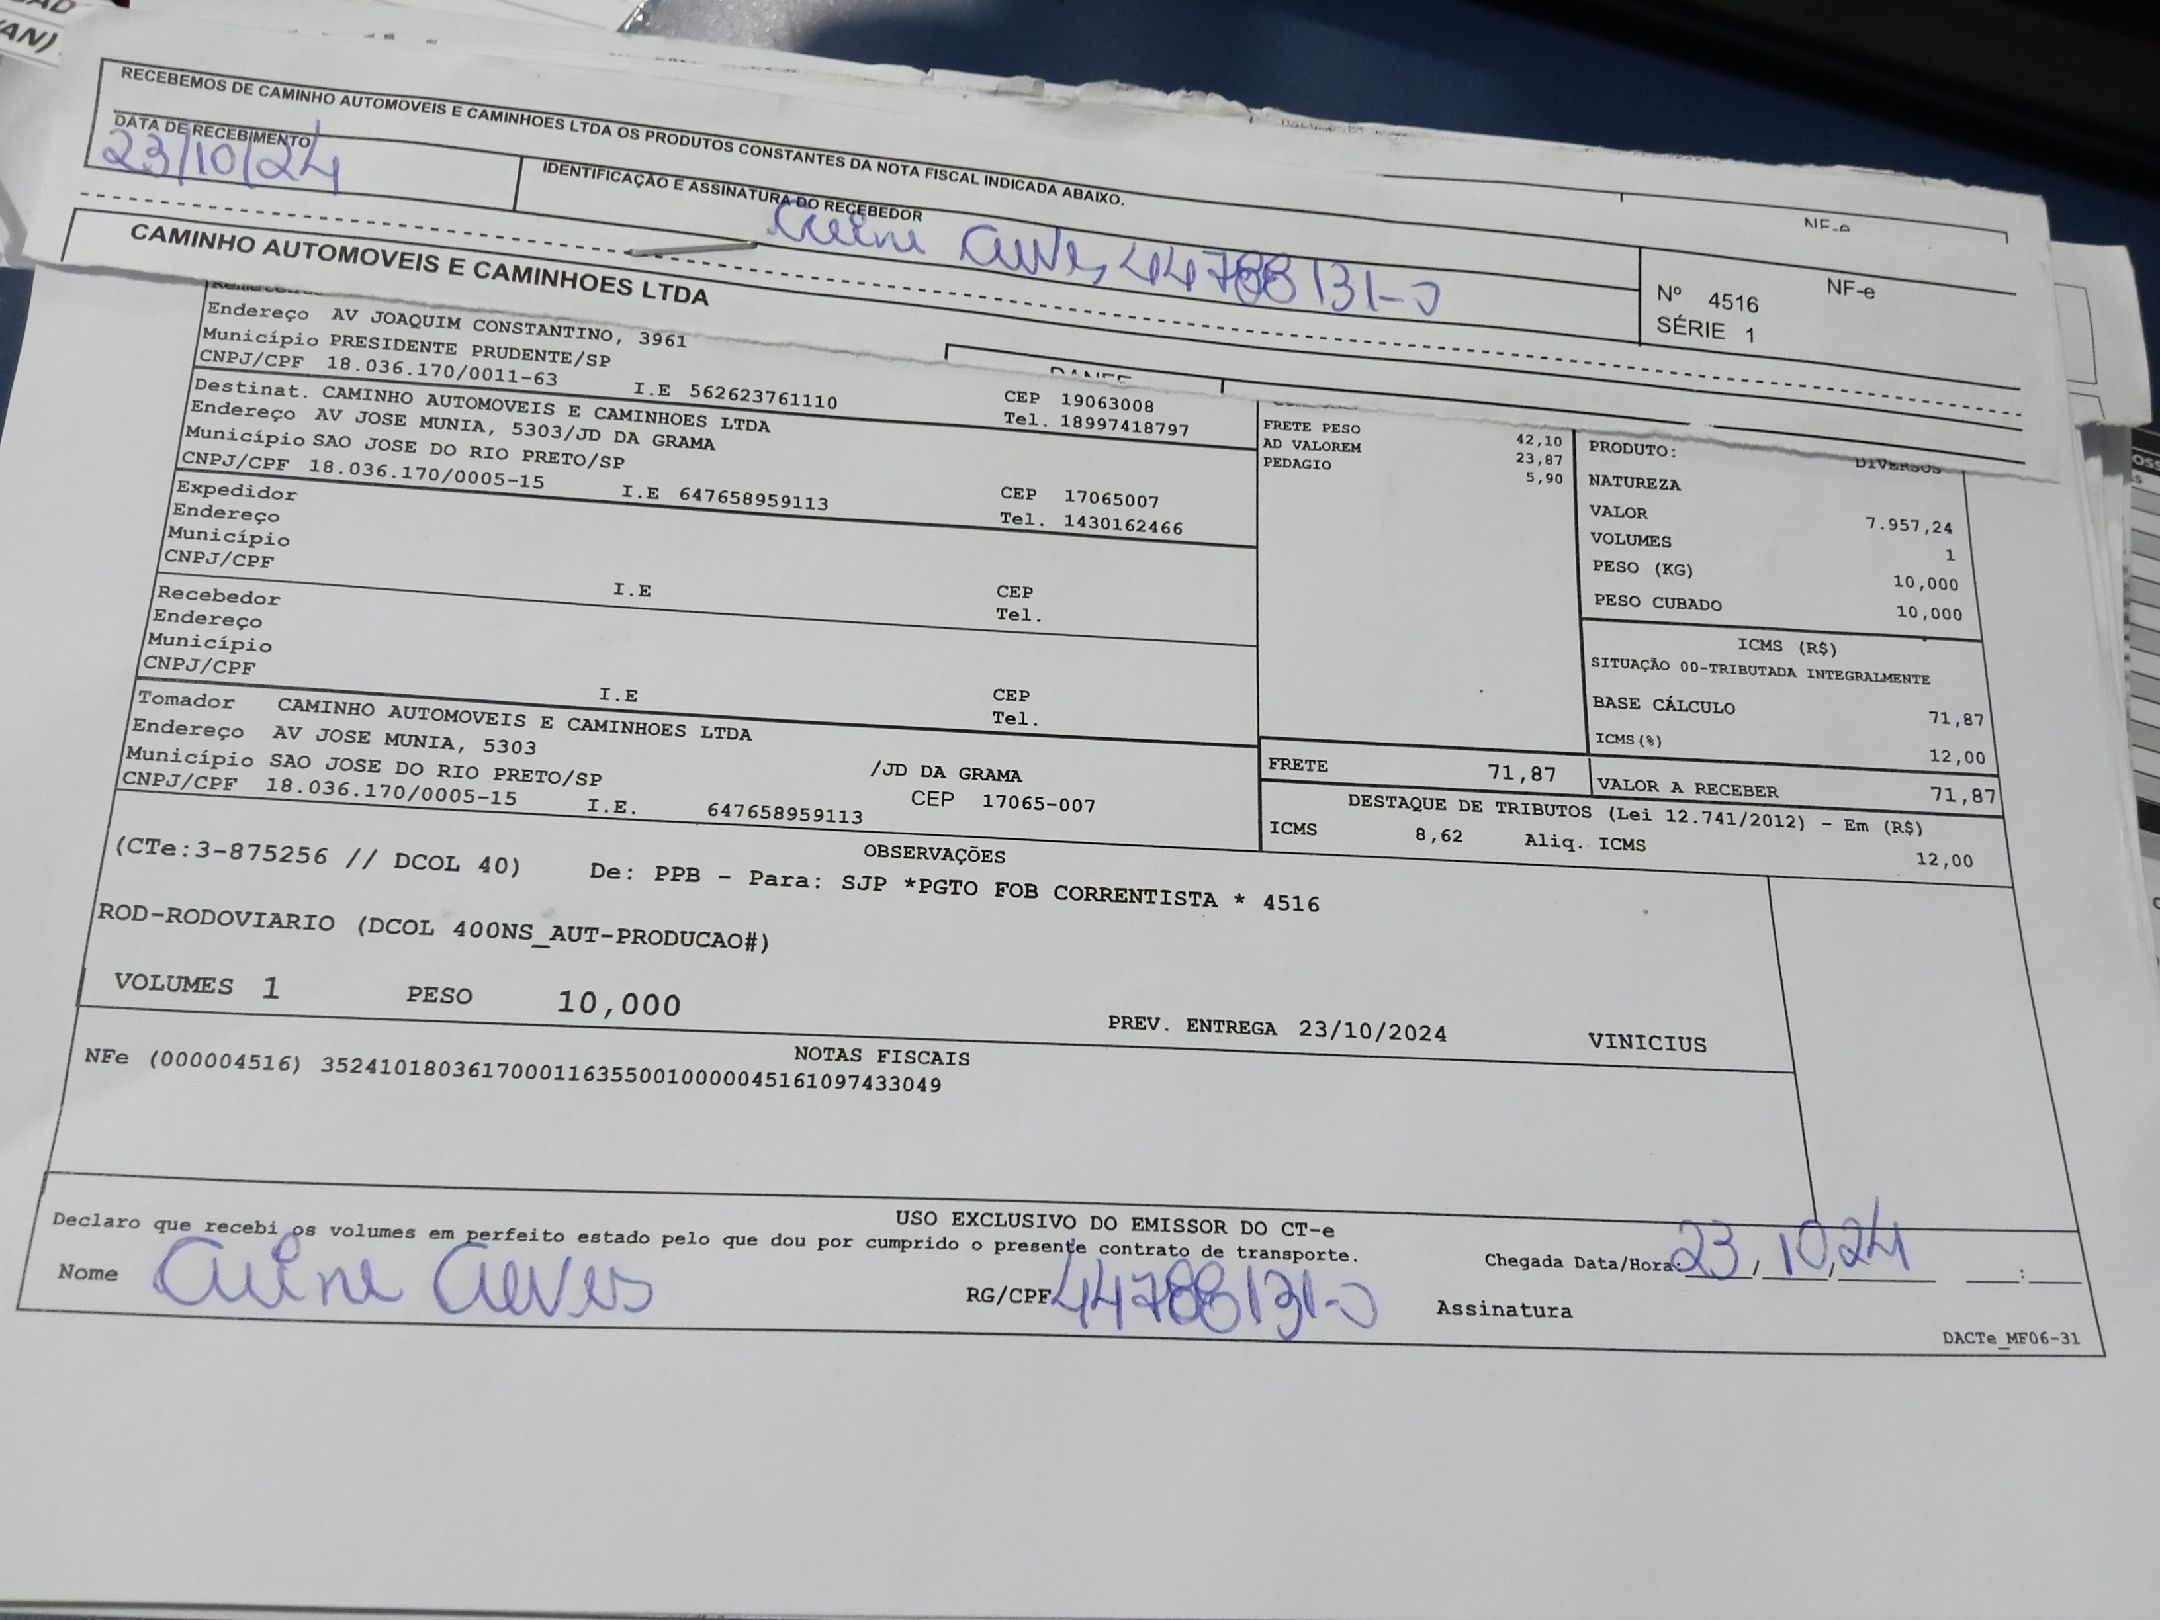 AN)
RECEBEMOS DE CAMINHO AUTOMOVEIS E CAMINHOES LTDA OS PRODUTOS CONSTANTES DA NOTA FISCAL INDICADA ABAIXO.
DATA DE RECEBIMENTO
23/10/24
IDENTIFICAÇÃO E ASSINATURA DO RECEBEDOR
44788131-0
NF-e
NF-e
Nº 4516
SÉRIE 1
CAMINHO AUTOMOVEIS E CAMINHOES LTDA
Endereço AV JOAQUIM CONSTANTINO, 3961
Município PRESIDENTE PRUDENTE/SP
CNPJ/CPF 18.036.170/0011-63 I.E 562623761110
CEP 19063008
Tel. 18997418797
Destinat. CAMINHO AUTOMOVEIS E CAMINHOES LTDA
Endereço AV JOSE MUNIA, 5303/JD DA GRAMA
Município SAO JOSE DO RIO PRETO/SP
CNPJ/CPF 18.036.170/0005-15 I.E 647658959113
CEP 17065007
Tel. 1430162466
Expedidor
Endereço
Município
CNPJ/CPF I.E CEP
Tel.
Recebedor
Endereço
Município
CNPJ/CPF I.E CEP
Tel.
Tomador CAMINHO AUTOMOVEIS E CAMINHOES LTDA
Endereço AV JOSE MUNIA, 5303 /JD DA GRAMA
Município SAO JOSE DO RIO PRETO/SP CEP 17065-007
CNPJ/CPF 18.036.170/0005-15 I.E. 647658959113
FRETE PESO 42,10
AD VALOREM 23,87
PEDAGIO 5,90
PRODUTO: DIVERSOS
NATUREZA
VALOR 7.957,24
VOLUMES 1
PESO (KG) 10,000
PESO CUBADO 10,000
ICMS (R$)
SITUAÇÃO 00-TRIBUTADA INTEGRALMENTE
BASE CÁLCULO 71,87
ICMS(%) 12,00
FRETE 71,87 VALOR A RECEBER 71,87
DESTAQUE DE TRIBUTOS (Lei 12.741/2012) - Em (R$)
ICMS 8,62 Aliq. ICMS 12,00
OBSERVAÇÕES
(CTe:3-875256 // DCOL 40) De: PPB - Para: SJP *PGTO FOB CORRENTISTA * 4516
ROD-RODOVIARIO (DCOL 400NS_AUT-PRODUCAO#)
VOLUMES 1 PESO 10,000 PREV. ENTREGA 23/10/2024 VINICIUS
NOTAS FISCAIS
NFe (000004516) 35241018036170001163550010000045161097433049
USO EXCLUSIVO DO EMISSOR DO CT-e
Declaro que recebi os volumes em perfeito estado pelo que dou por cumprido o presente contrato de transporte.
Chegada Data/Hora: 23/10/24 __:__
Nome
RG/CPF 44788131-0
Assinatura
DACTe_MF06-31